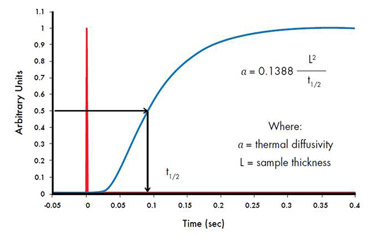 1.1
1
0.9
0.8
0.7
0.6
0.5
0.4
0.3
0.2
0.1
0
Arbitrary Units
a = 0.1388 L² / t1/2
Where:
a = thermal diffusivity
L = sample thickness
t1/2
-0.05 0 0.05 0.1 0.15 0.2 0.25 0.3 0.35 0.4
Time (sec)